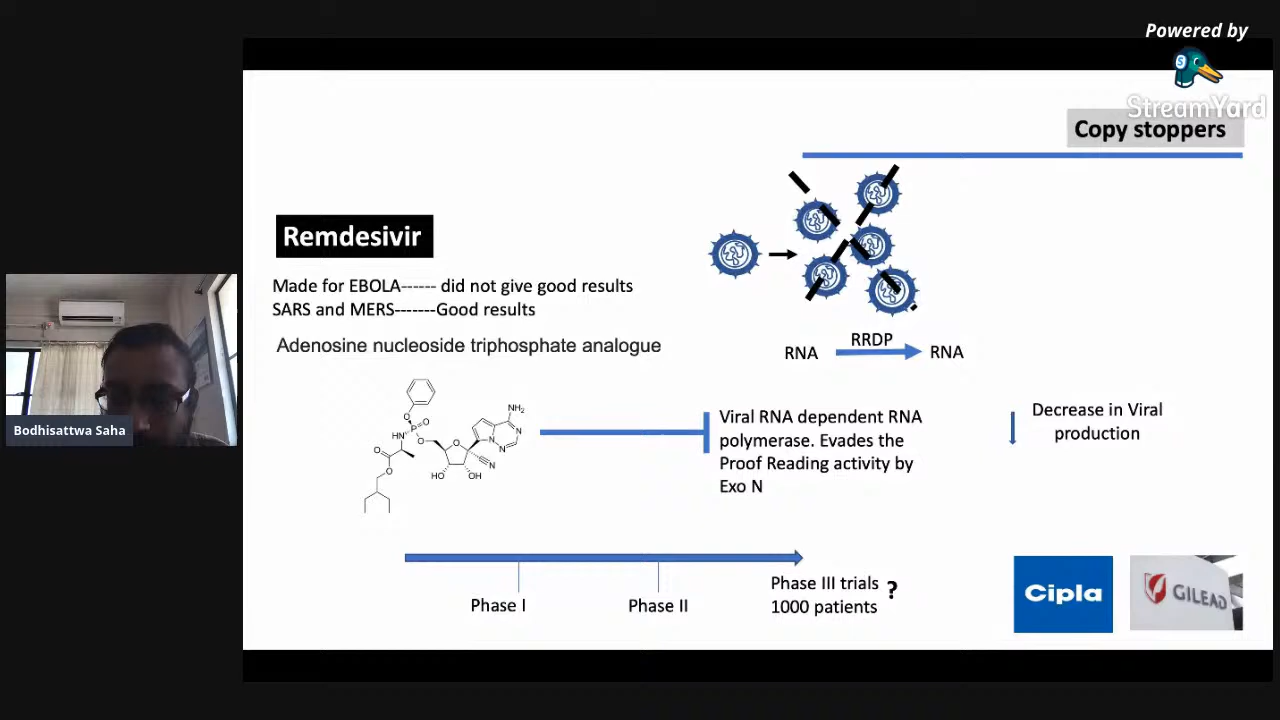 Powered by
StreamYard
Copy stoppers
Remdesivir
Made for EBOLA------ did not give good results
SARS and MERS-------Good results
Adenosine nucleoside triphosphate analogue
RNA
RRDP
RNA
NH2
N
N
N
O
P
O
HN
O
O
O
O
N
HO
OH
Viral RNA dependent RNA
polymerase. Evades the
Proof Reading activity by
Exo N
Decrease in Viral
production
Bodhisattwa Saha
Phase I
Phase II
Phase III trials ?
1000 patients
Cipla
GILEAD